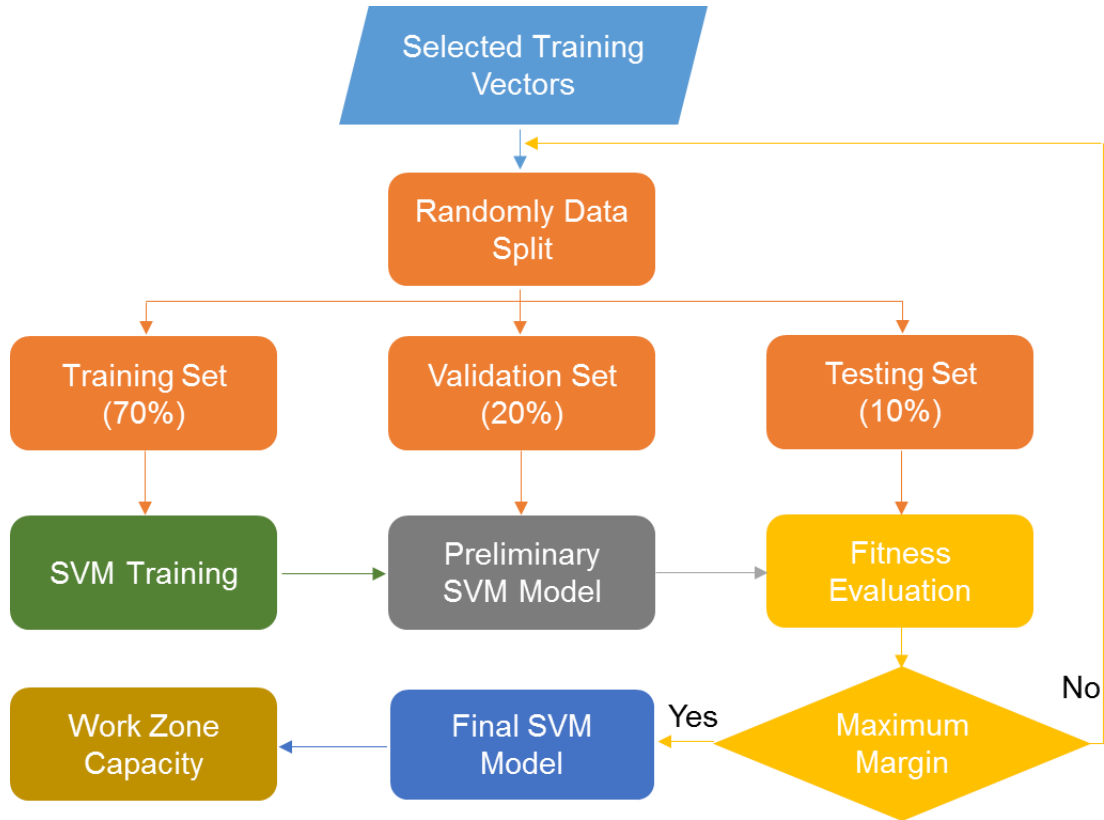 Selected Training
Vectors
Randomly Data
Split
Training Set
(70%)
Validation Set
(20%)
Testing Set
(10%)
SVM Training
Preliminary
SVM Model
Fitness
Evaluation
Work Zone
Capacity
Final SVM
Model
Yes
Maximum
Margin
No